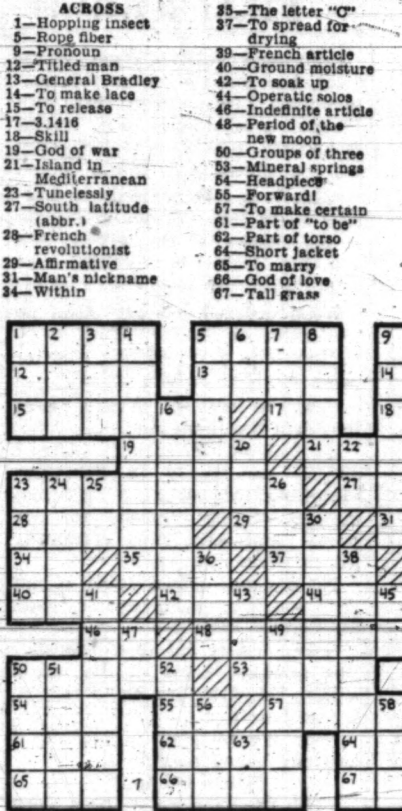 ACROSS
1—Hopping insect
5—Rope fiber
9—Pronoun
12—Titled man
13—General Bradley
14—To make lace
15—To release
17—3.1416
18—Skill
19—God of war
21—Island in
Mediterranean
23—Tunelessly
27—South latitude
(abbr.)
28—French
revolutionist
29—Affirmative
31—Man's nickname
34—Within
35—The letter "C"
37—To spread for
drying
39—French article
40—Ground moisture
42—To soak up
44—Operatic solos
46—Indefinite article
48—Period of the
new moon
50—Groups of three
53—Mineral springs
54—Headpiece
55—Forward!
57—To make certain
61—Part of "to be"
62—Part of torso
64—Short jacket
65—To marry
66—God of love
67—Tall grass
1 2 3 4 5 6 7 8 9
12 13 14
15 16 17 18
19 20 21 22
23 24 25 26 27
28 29 30 31
34 35 36 37 38
40 41 42 43 44 45
46 47 48 49
50 51 52 53
54 55 56 57 58
61 62 63 64
65 66 67